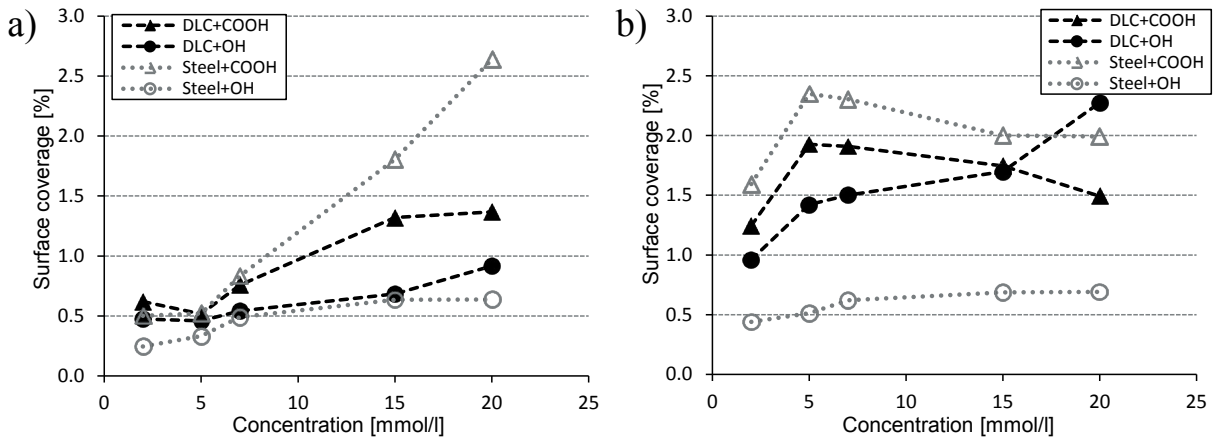 a)
DLC+COOH
DLC+OH
Steel+COOH
Steel+OH
Surface coverage [%]
3.0
2.5
2.0
1.5
1.0
0.5
0.0
0 5 10 15 20 25
Concentration [mmol/l]
b)
DLC+COOH
DLC+OH
Steel+COOH
Steel+OH
Surface coverage [%]
3.0
2.5
2.0
1.5
1.0
0.5
0.0
0 5 10 15 20 25
Concentration [mmol/l]